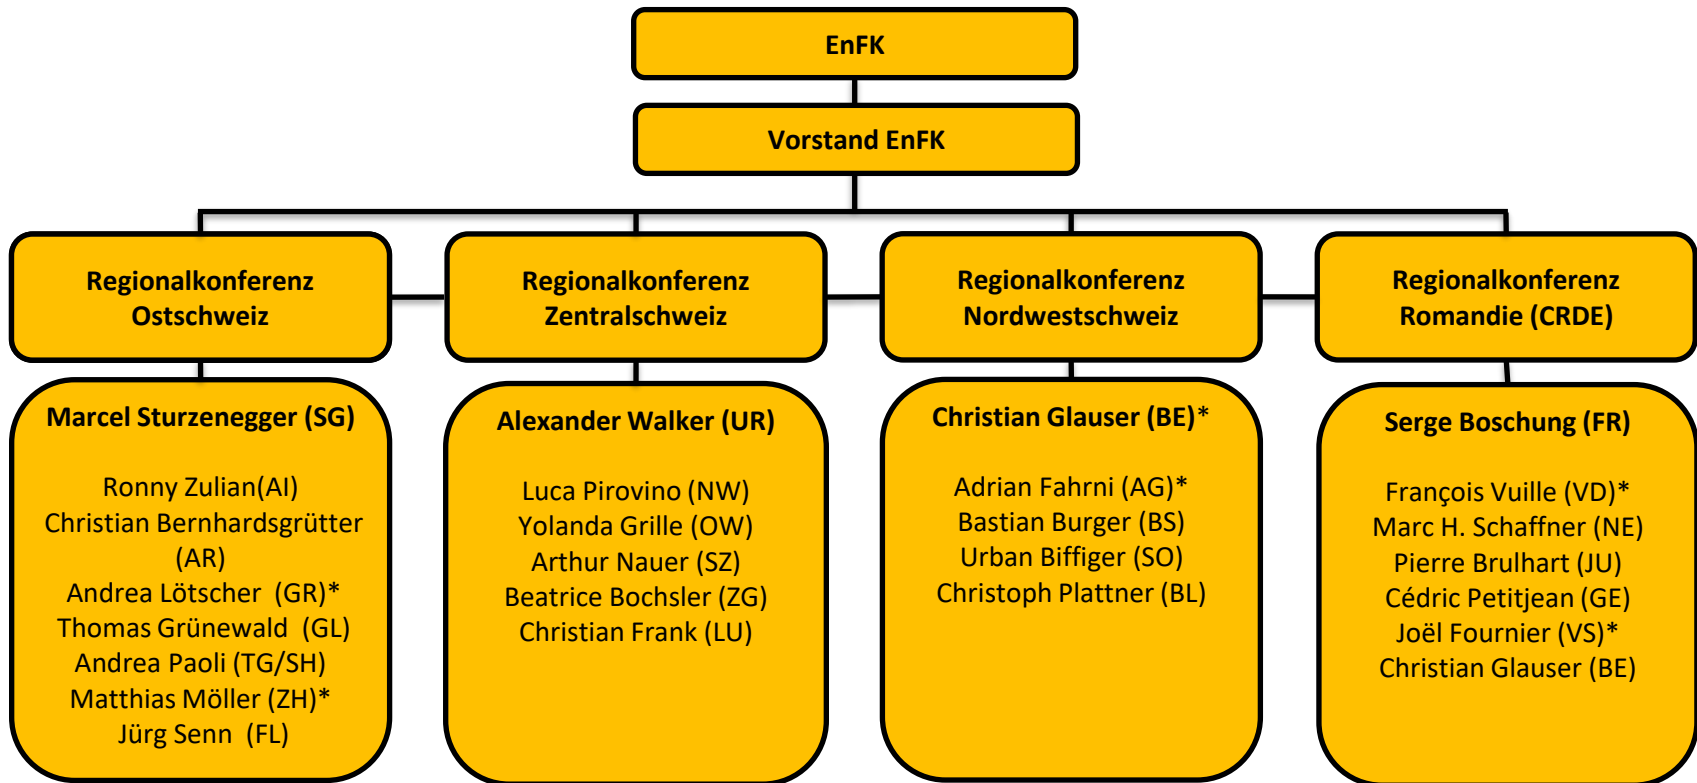 EnFK
Vorstand EnFK
Regionalkonferenz
Ostschweiz
Regionalkonferenz
Zentralschweiz
Regionalkonferenz
Nordwestschweiz
Regionalkonferenz
Romandie (CRDE)
Marcel Sturzenegger (SG)
Ronny Zulian(AI)
Christian Bernhardsgrütter
(AR)
Andrea Lötscher  (GR)*
Thomas Grünewald  (GL)
Andrea Paoli (TG/SH)
Matthias Möller (ZH)*
Jürg Senn  (FL)
Alexander Walker (UR)
Luca Pirovino (NW)
Yolanda Grille (OW)
Arthur Nauer (SZ)
Beatrice Bochsler (ZG)
Christian Frank (LU)
Christian Glauser (BE)*
Adrian Fahrni (AG)*
Bastian Burger (BS)
Urban Biffiger (SO)
Christoph Plattner (BL)
Serge Boschung (FR)
François Vuille (VD)*
Marc H. Schaffner (NE)
Pierre Brulhart (JU)
Cédric Petitjean (GE)
Joël Fournier (VS)*
Christian Glauser (BE)